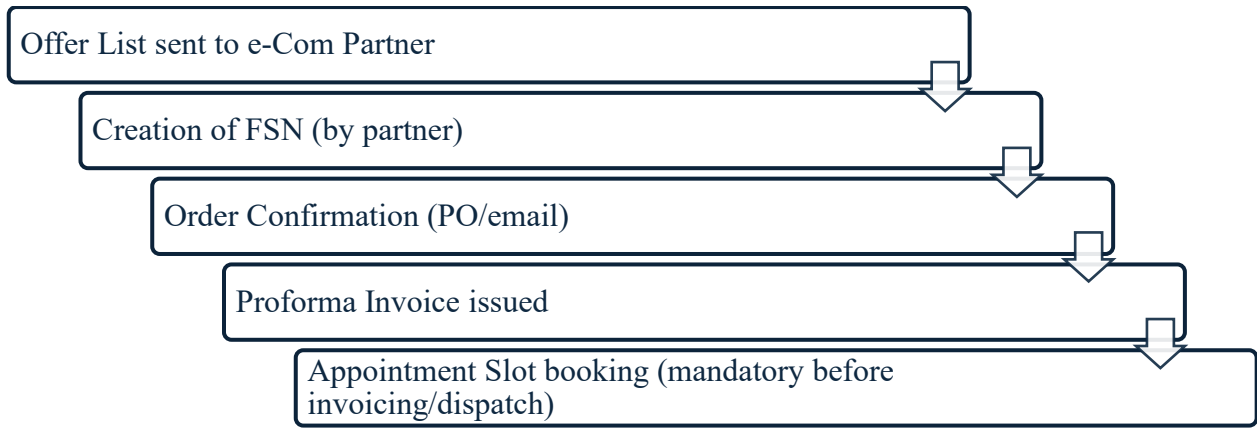 Offer List sent to e-Com Partner
Creation of FSN (by partner)
Order Confirmation (PO/email)
Proforma Invoice issued
Appointment Slot booking (mandatory before
invoicing/dispatch)